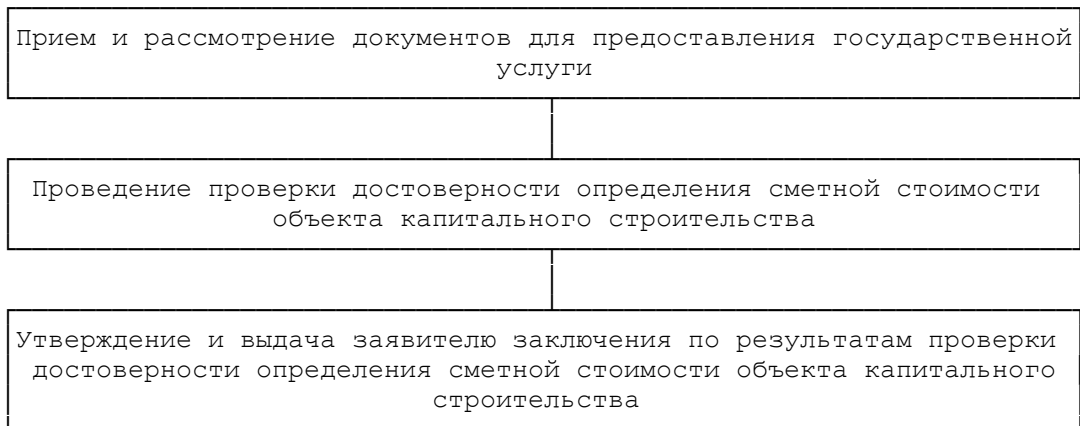 Прием и рассмотрение документов для предоставления государственной
услуги
Проведение проверки достоверности определения сметной стоимости
объекта капитального строительства
Утверждение и выдача заявителю заключения по результатам проверки
достоверности определения сметной стоимости объекта капитального
строительства